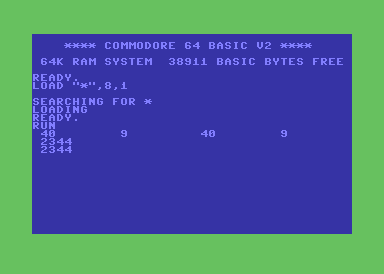 **** COMMODORE 64 BASIC V2 ****
64K RAM SYSTEM  38911 BASIC BYTES FREE
READY.
LOAD "*",8,1
SEARCHING FOR *
LOADING
READY.
RUN
40        9         40        9
2344
2344